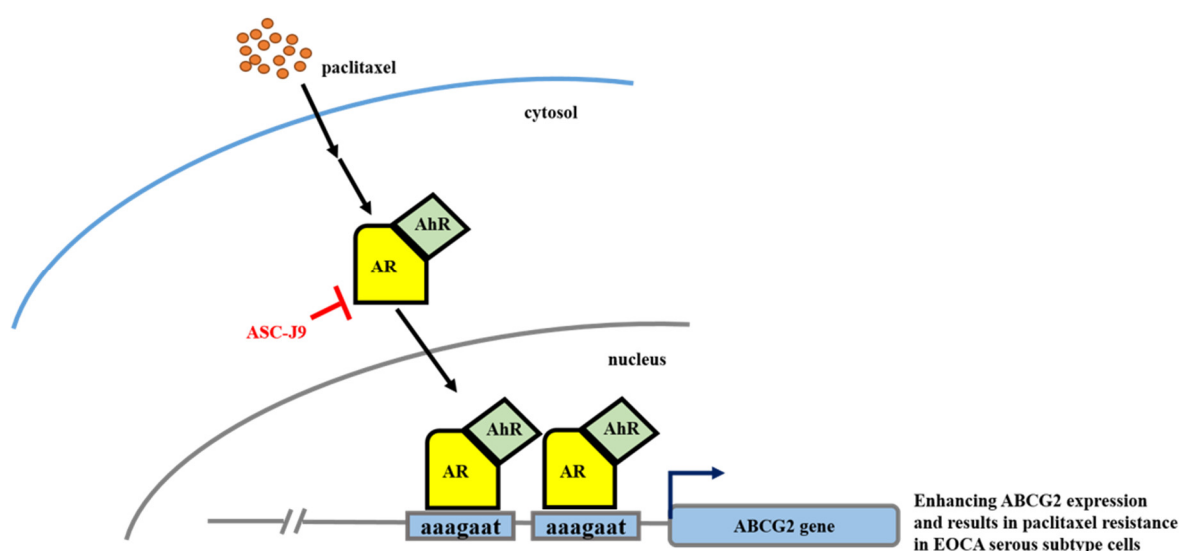 paclitaxel
cytosol
AhR
AR
ASC-J9
nucleus
AhR
AhR
AR
AR
aaagaat
aaagaat
ABCG2 gene
Enhancing ABCG2 expression
and results in paclitaxel resistance
in EOCA serous subtype cells